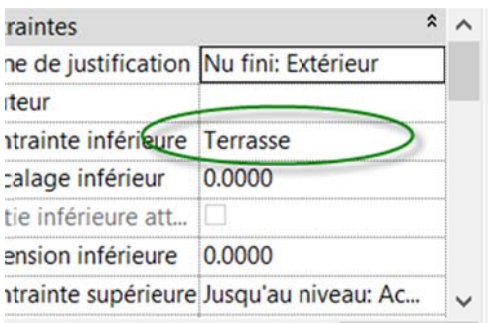 raintes
ne de justification Nu fini: Extérieur
uteur
ntrainte inférieure Terrasse
calage inférieur 0.0000
tie inférieure att...
ension inférieure 0.0000
ntrainte supérieure Jusqu'au niveau: Ac...